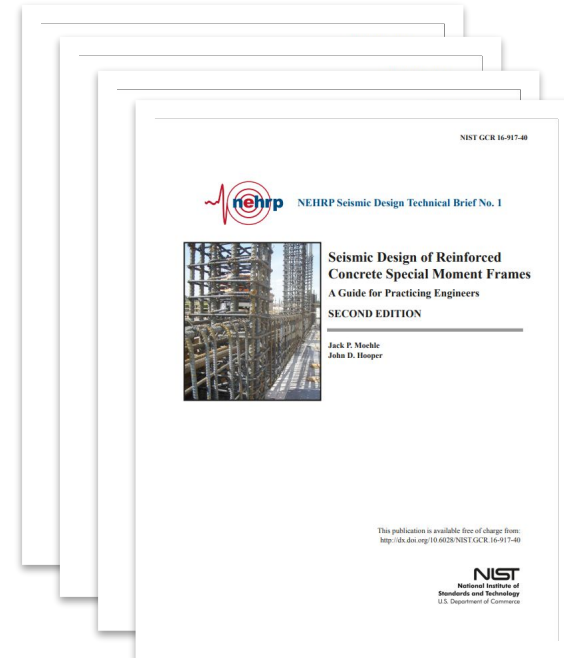 NIST GCR 16-917-40
nehrp
NEHRP Seismic Design Technical Brief No. 1
Seismic Design of Reinforced
Concrete Special Moment Frames
A Guide for Practicing Engineers
SECOND EDITION
Jack P. Moehle
John D. Hooper
This publication is available free of charge from:
http://dx.doi.org/10.6028/NIST.GCR.16-917-40
NIST
National Institute of
Standards and Technology
U.S. Department of Commerce